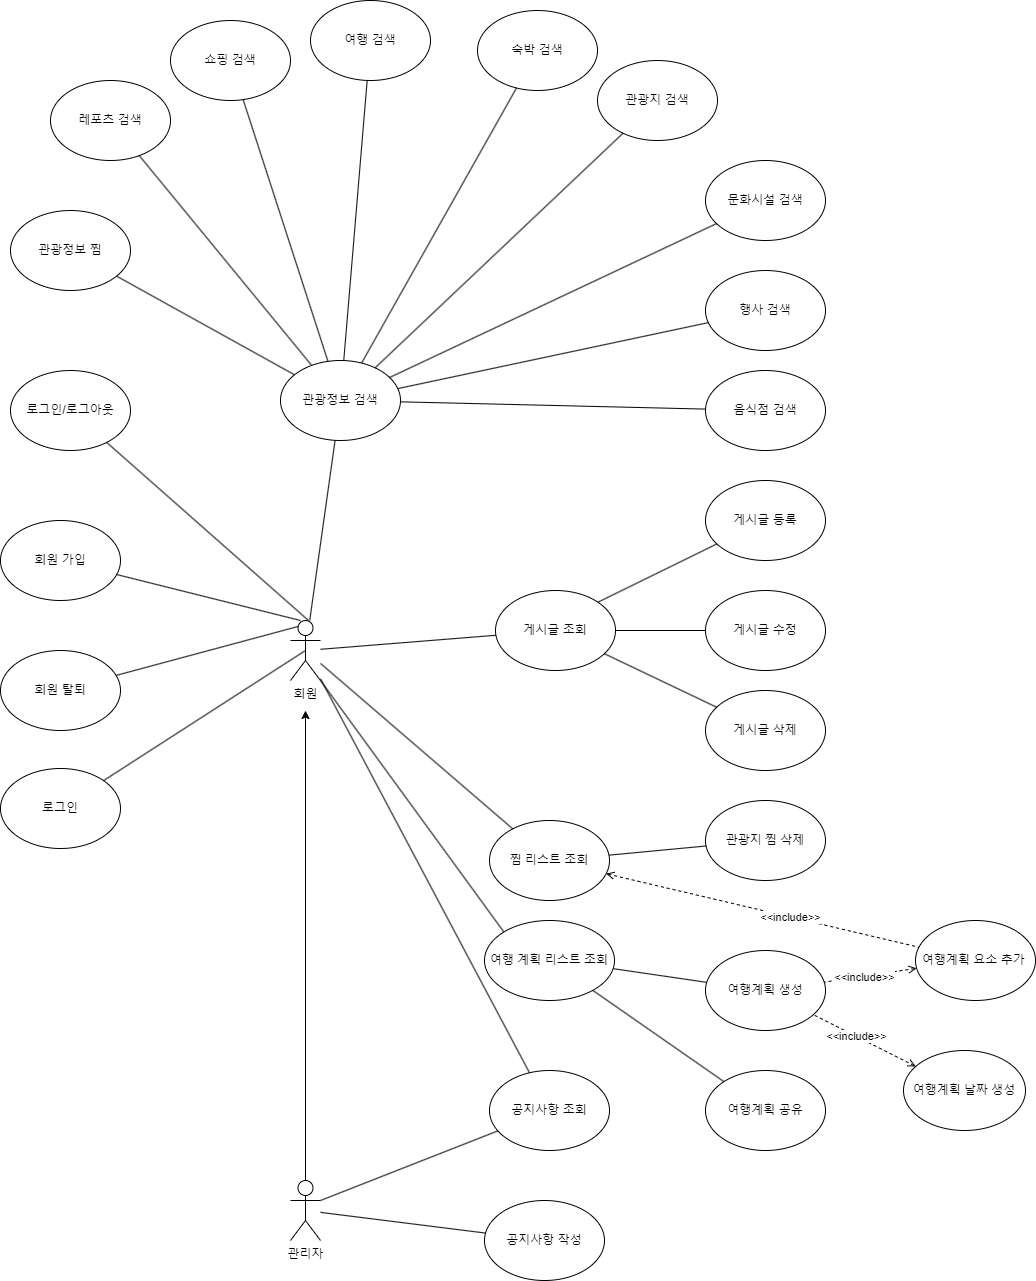 여행 검색
숙박 검색
쇼핑 검색
관광지 검색
레포츠 검색
문화시설 검색
관광정보 찜
행사 검색
관광정보 검색
로그인/로그아웃
음식점 검색
게시글 등록
회원 가입
게시글 조회
게시글 수정
회원 탈퇴
회원
게시글 삭제
로그인
찜 리스트 조회
관광지 찜 삭제
<<include>>
여행 계획 리스트 조회
여행계획 요소 추가
<<include>>
여행계획 생성
<<include>>
여행계획 날짜 생성
공지사항 조회
여행계획 공유
공지사항 작성
관리자